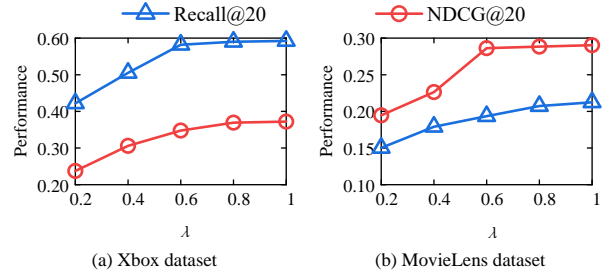 Recall@20 NDCG@20
0.60
0.50
0.40
0.30
0.20
Performance
0.2 0.4 0.6 0.8 1
λ
(a) Xbox dataset
0.30
0.25
0.20
0.15
0.10
Performance
0.2 0.4 0.6 0.8 1
λ
(b) MovieLens dataset